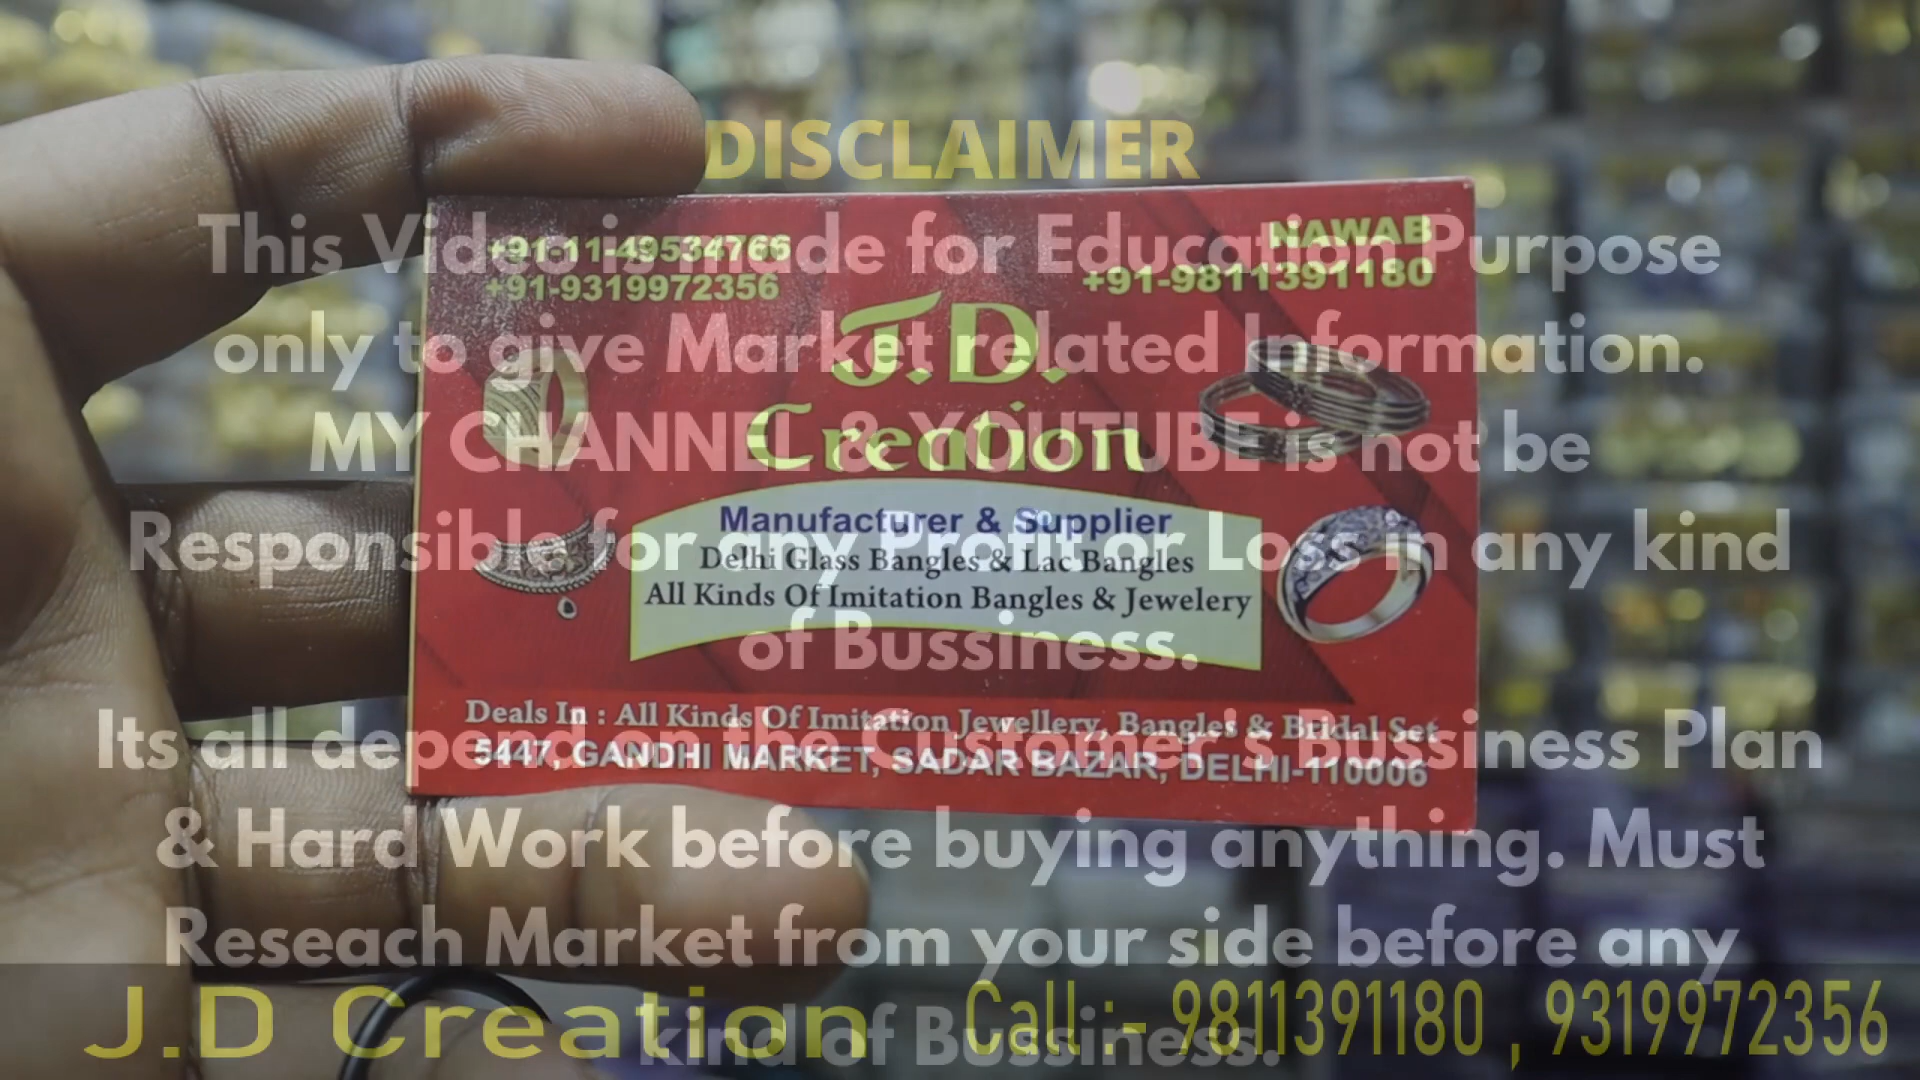 DISCLAIMER
This Video is made for Education Purpose
only to give Market related Information.
MY CHANNEL & YOUTUBE is not be
Responsible for any Profit or Loss in any kind
of Bussiness.
Its all depend on the Customer's Bussiness Plan
& Hard Work before buying anything. Must
Reseach Market from your side before any
kind of Bussiness.
+91-11-49534766
+91-9319972356
NAWAB
+91-9811391180
J.D.
Creation
Manufacturer & Supplier
Delhi Glass Bangles & Lac Bangles
All Kinds Of Imitation Bangles & Jewelery
Deals In : All Kinds Of Imitation Jewellery, Bangles & Bridal Set
5447, GANDHI MARKET, SADAR BAZAR, DELHI-110006
J.D Creation Call :- 9811391180 , 9319972356